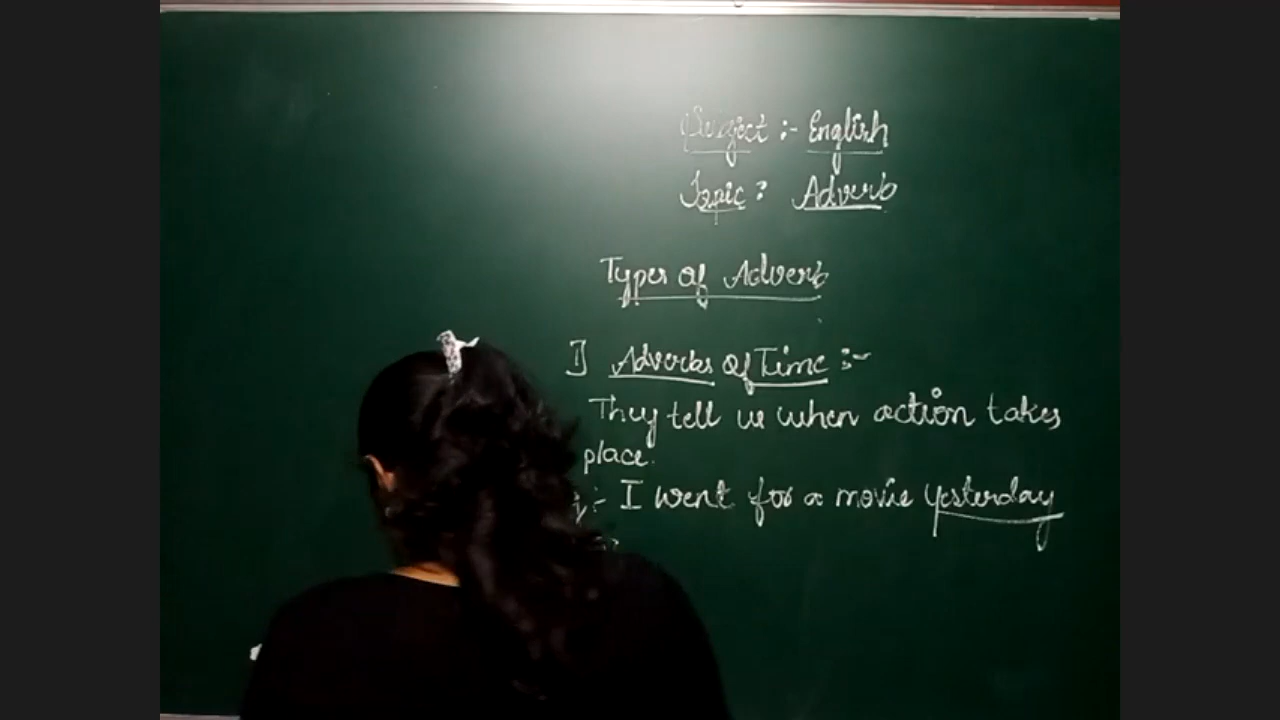 Subject :- English
Topic : Adverb
Types of Adverb
1] Adverbs of Time :-
They tell us when action takes
place.
:- I went for a movie yesterday